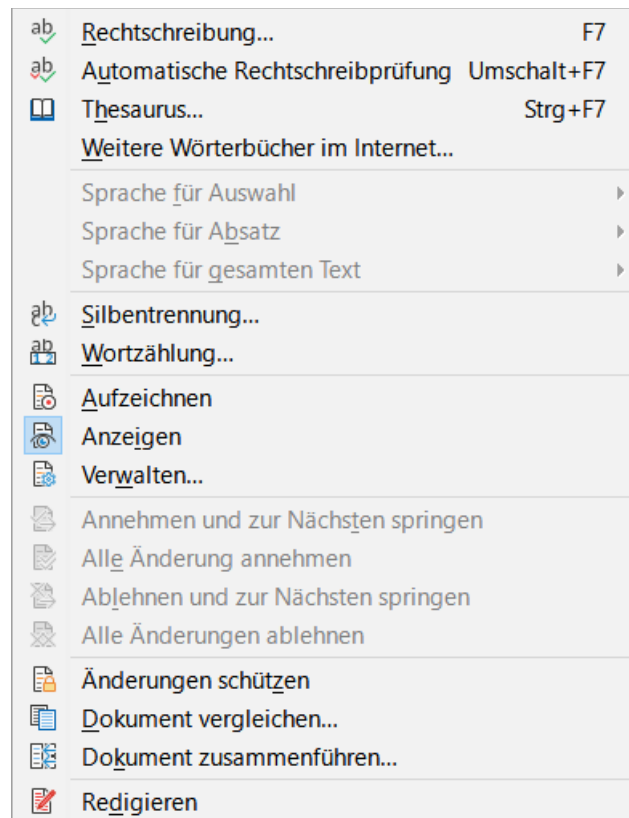 Rechtschreibung... F7
Automatische Rechtschreibprüfung Umschalt+F7
Thesaurus... Strg+F7
Weitere Wörterbücher im Internet...
Sprache für Auswahl
Sprache für Absatz
Sprache für gesamten Text
Silbentrennung...
Wortzählung...
Aufzeichnen
Anzeigen
Verwalten...
Annehmen und zur Nächsten springen
Alle Änderung annehmen
Ablehnen und zur Nächsten springen
Alle Änderungen ablehnen
Änderungen schützen
Dokument vergleichen...
Dokument zusammenführen...
Redigieren